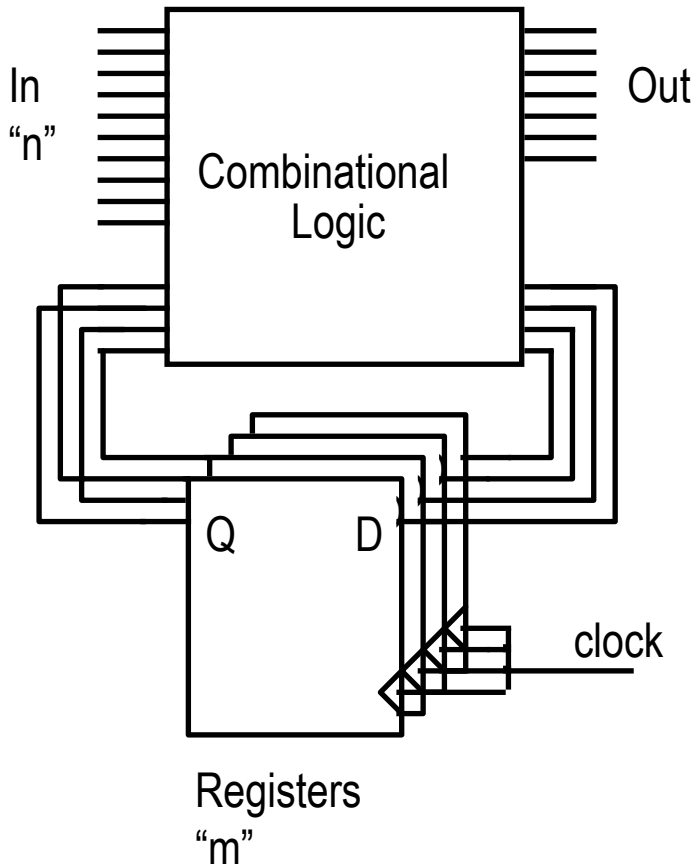 In
“n”
Out
Combinational
Logic
Q
D
clock
Registers
“m”